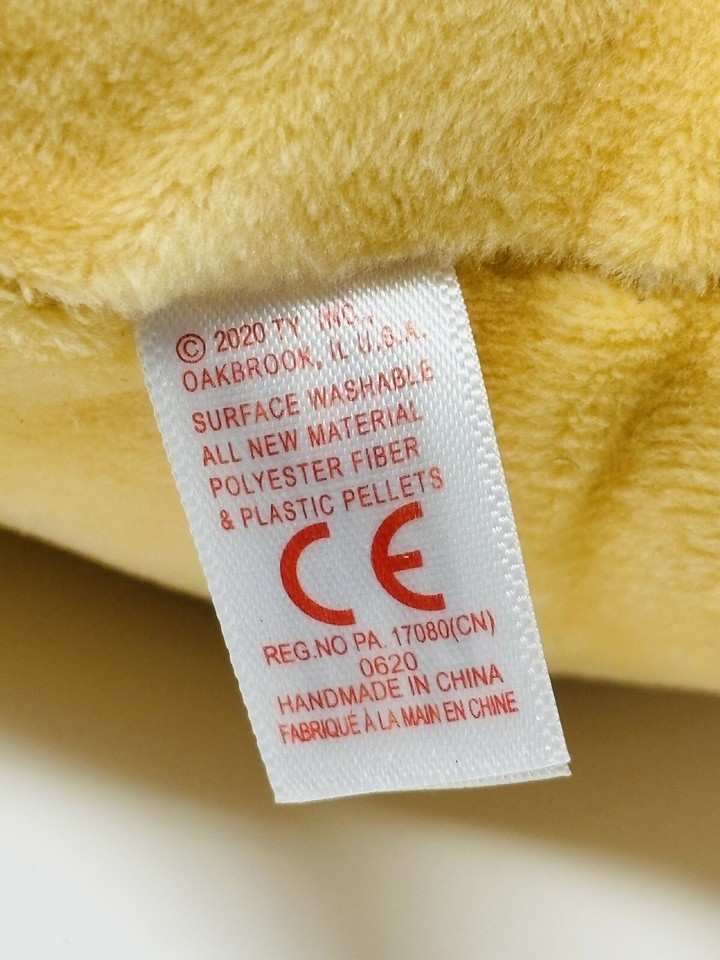 © 2020 TY INC.,
OAKBROOK, IL U.S.A.
SURFACE WASHABLE
ALL NEW MATERIAL
POLYESTER FIBER
& PLASTIC PELLETS
CE
REG.NO PA. 17080(CN)
0620
HANDMADE IN CHINA
FABRIQUÉ À LA MAIN EN CHINE